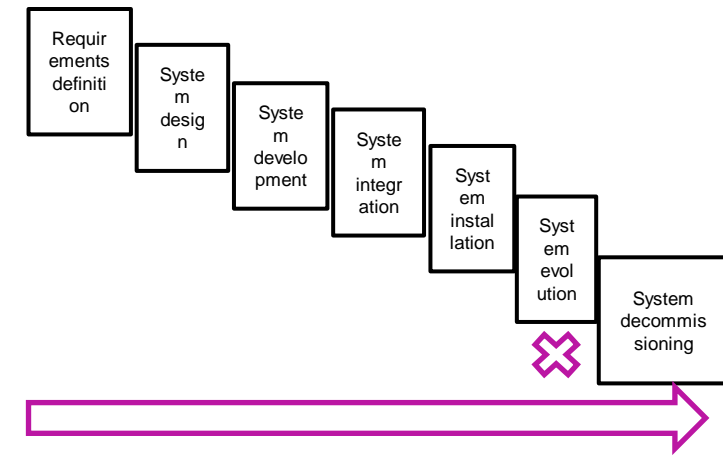 Requir
ements
definiti
on
Syste
m
desig
n
Syste
m
develo
pment
Syste
m
integr
ation
Syst
em
instal
lation
Syst
em
evol
ution
System
decommis
sioning